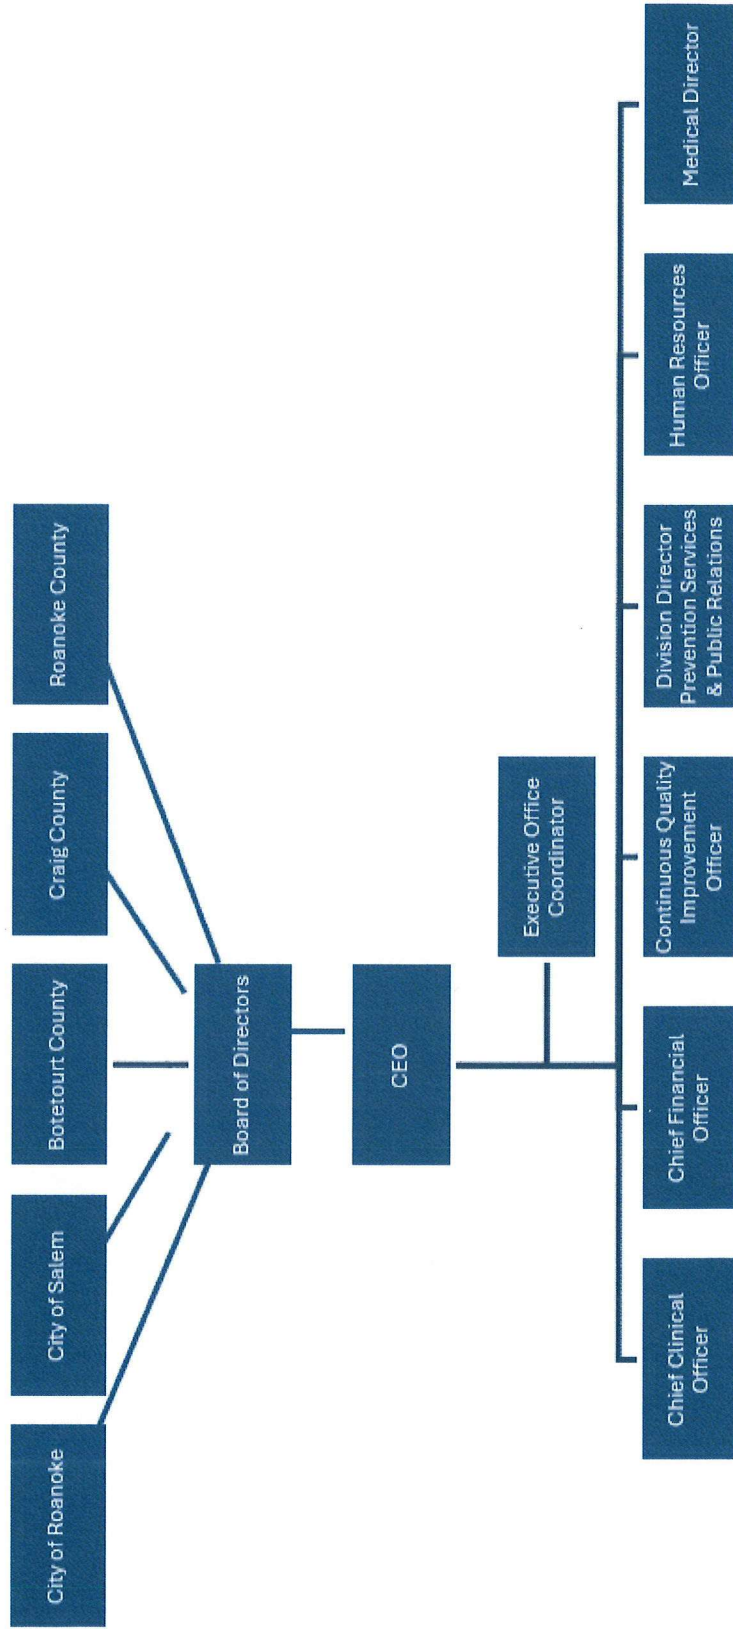 City of Roanoke
City of Salem
Botetourt County
Craig County
Roanoke County
Board of Directors
CEO
Executive Office
Coordinator
Chief Clinical
Officer
Chief Financial
Officer
Continuous Quality
Improvement
Officer
Division Director
Prevention Services
& Public Relations
Human Resources
Officer
Medical Director